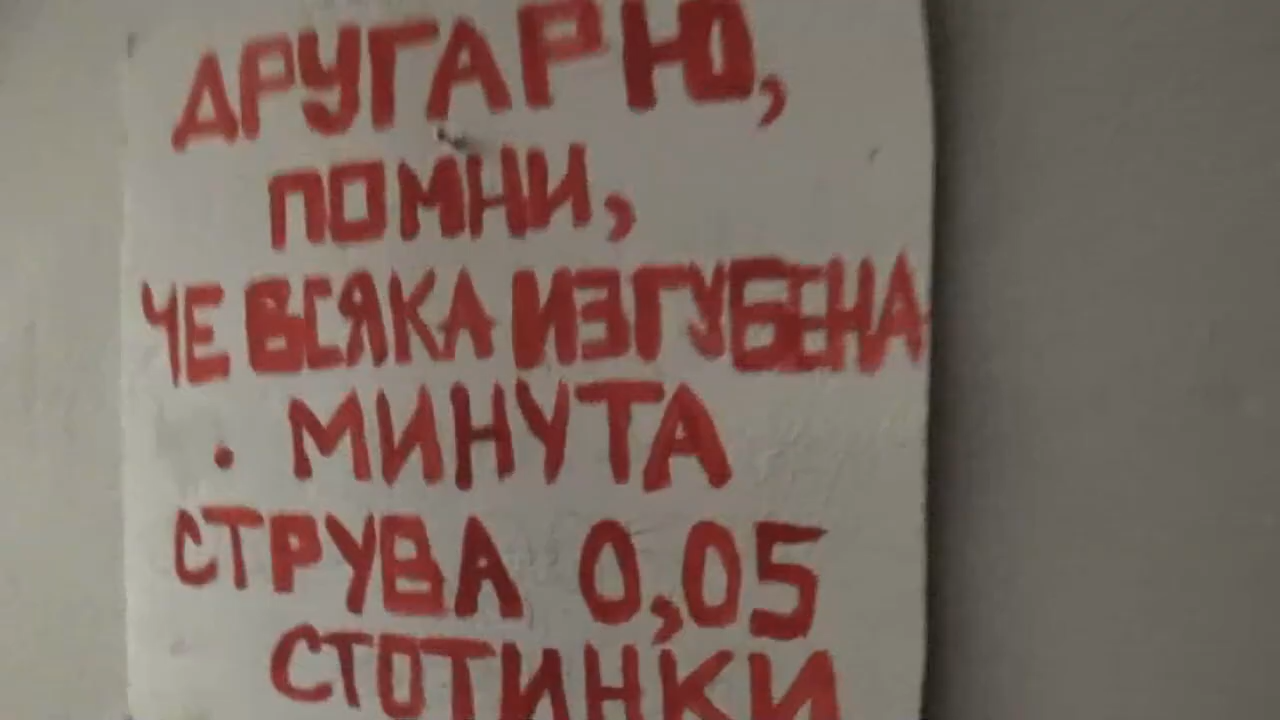 ДРУГАРЮ,
ПОМНИ,
ЧЕ ВСЯКА ИЗГУБЕНА
МИНУТА
СТРУВА 0,05
СТОТИНКИ